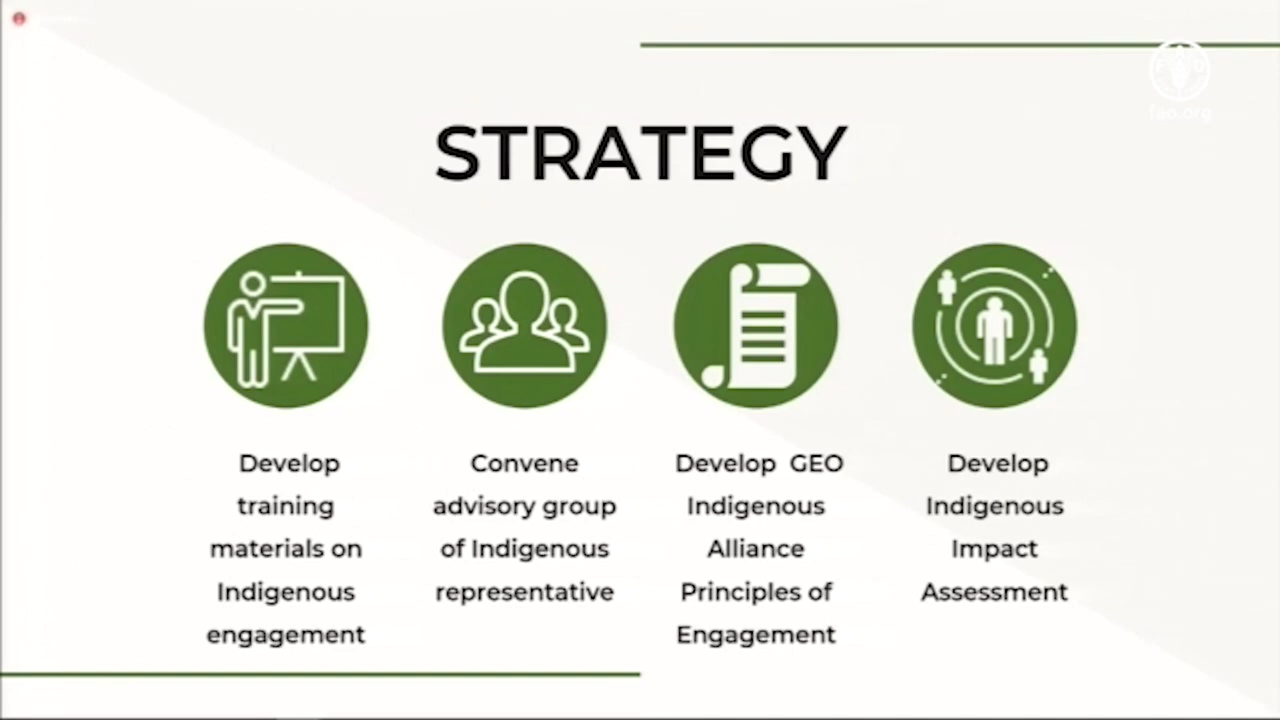 fao.org
STRATEGY
Develop
training
materials on
Indigenous
engagement
Convene
advisory group
of Indigenous
representative
Develop GEO
Indigenous
Alliance
Principles of
Engagement
Develop
Indigenous
Impact
Assessment